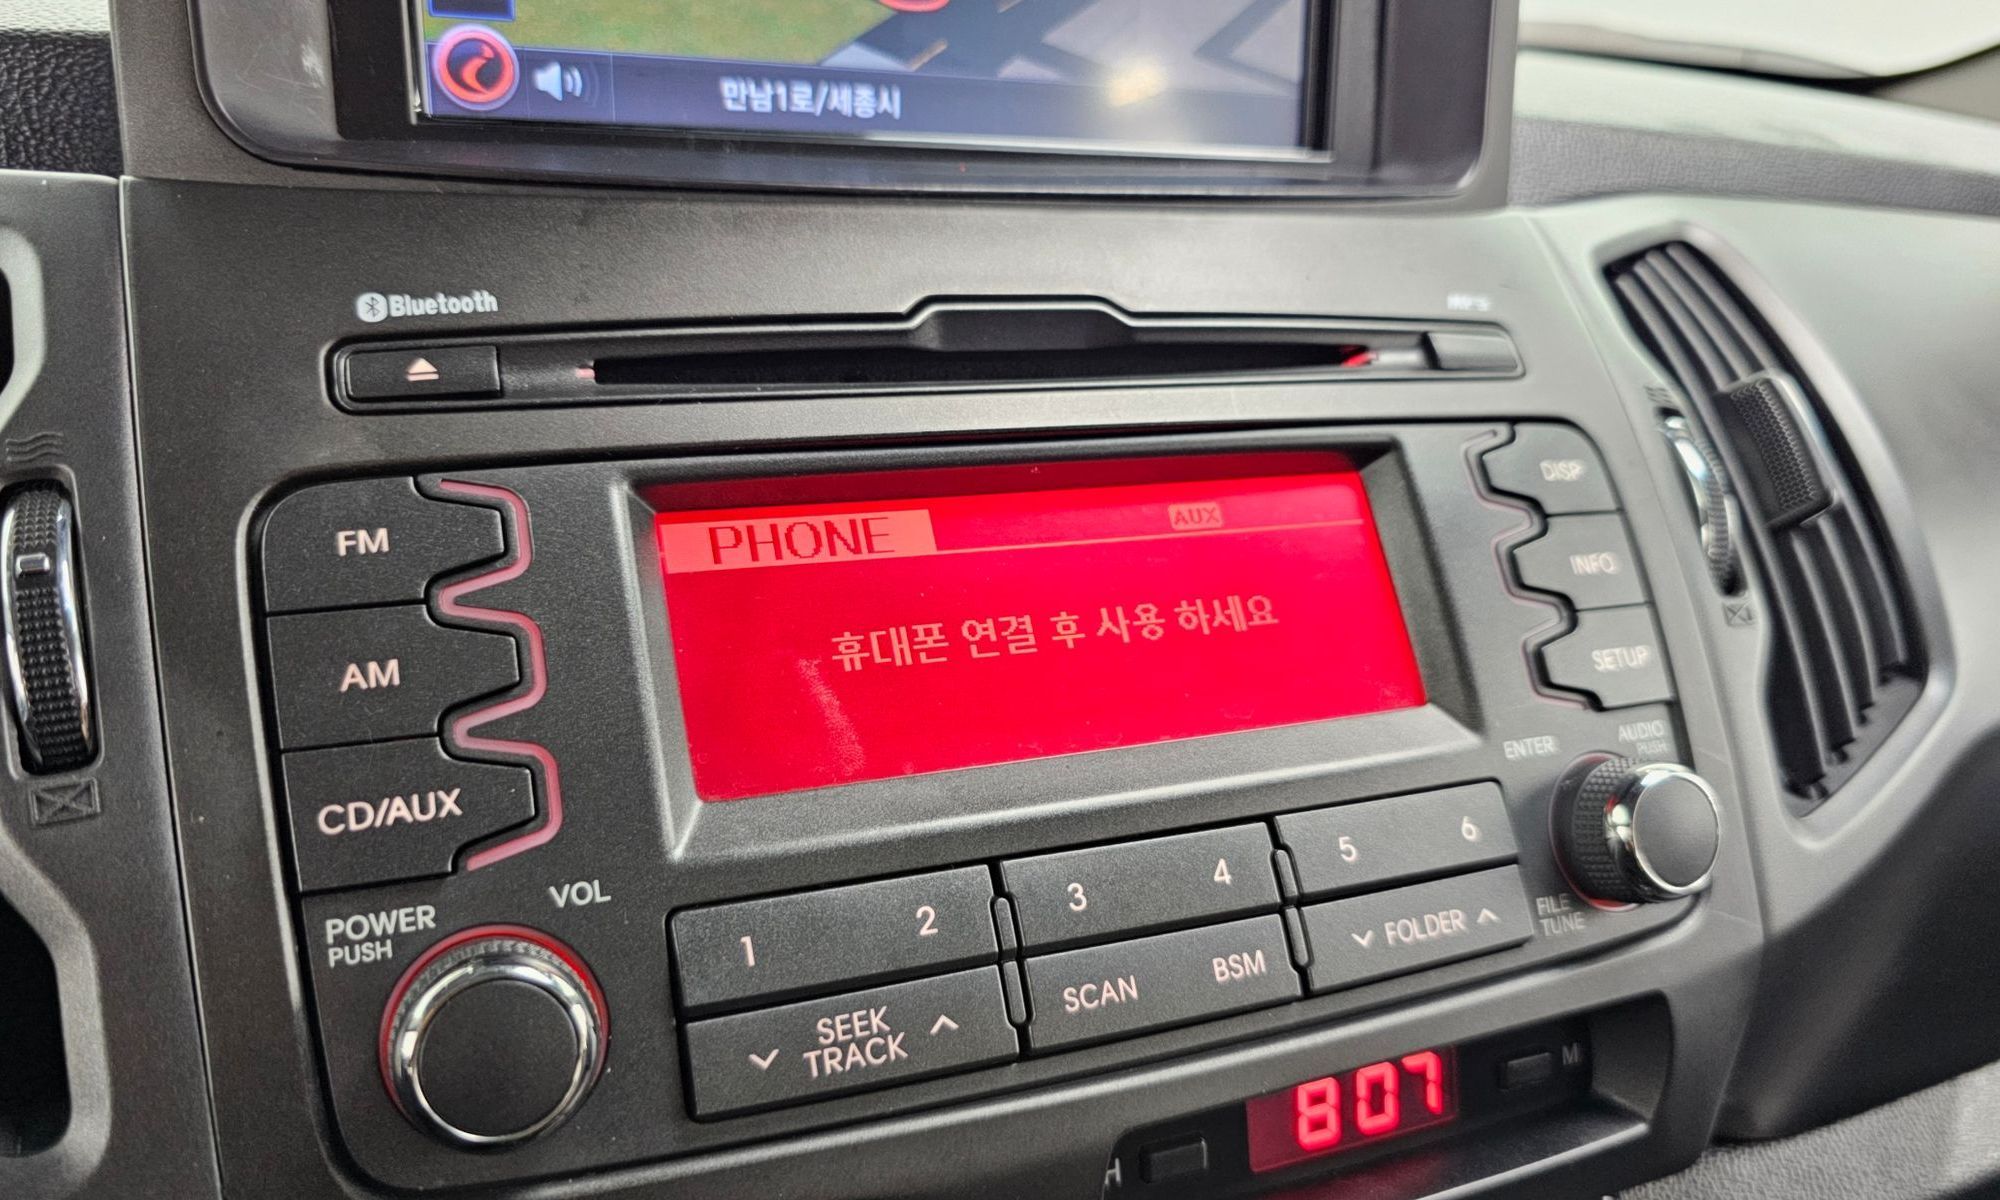 만남1로/세종시
Bluetooth
MP3
PHONE
AUX
휴대폰 연결 후 사용 하세요
FM
AM
CD/AUX
DISP
INFO
SETUP
POWER
PUSH
VOL
ENTER
AUDIO
PUSH
FILE
TUNE
1 2
3 4
5 6
SEEK
TRACK
SCAN BSM
FOLDER
H
807
M